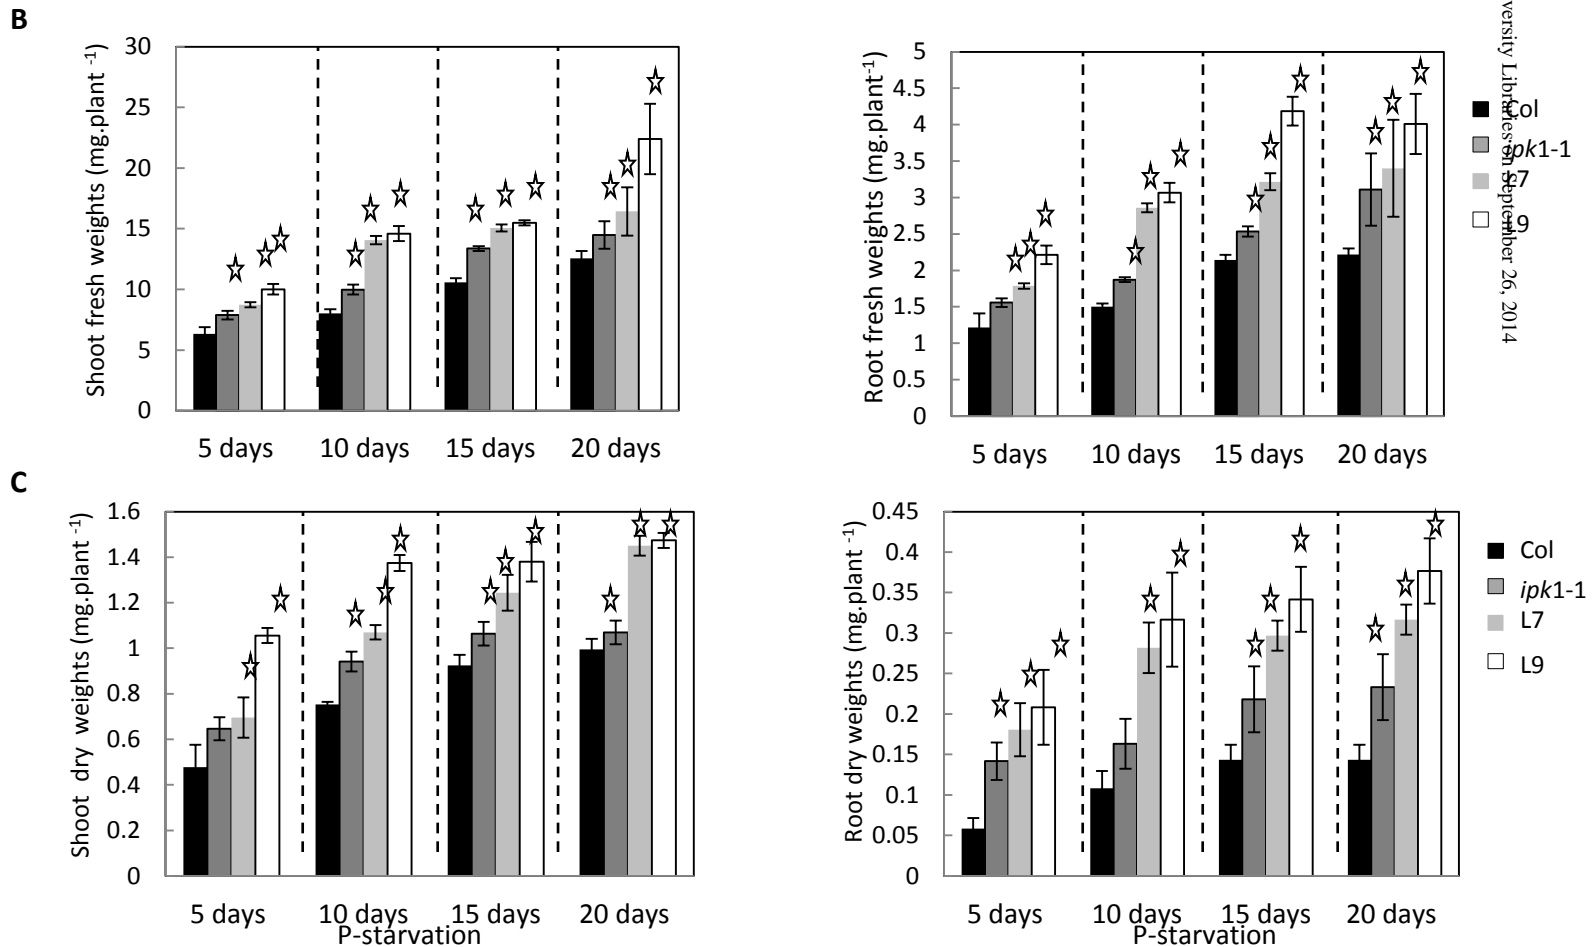 B
Shoot fresh weights (mg.plant -1)
30
25
20
15
10
5
0
5 days 10 days 15 days 20 days
Root fresh weights (mg.plant-1)
5
4.5
4
3.5
3
2.5
2
1.5
1
0.5
0
5 days 10 days 15 days 20 days
Col
ipk1-1
L7
L9
versity Libraries on September 26, 2014
C
Shoot dry weights (mg.plant -1)
1.6
1.4
1.2
1
0.8
0.6
0.4
0.2
0
5 days 10 days 15 days 20 days
P-starvation
Root dry weights (mg.plant -1)
0.45
0.4
0.35
0.3
0.25
0.2
0.15
0.1
0.05
0
5 days 10 days 15 days 20 days
P-starvation
Col
ipk1-1
L7
L9